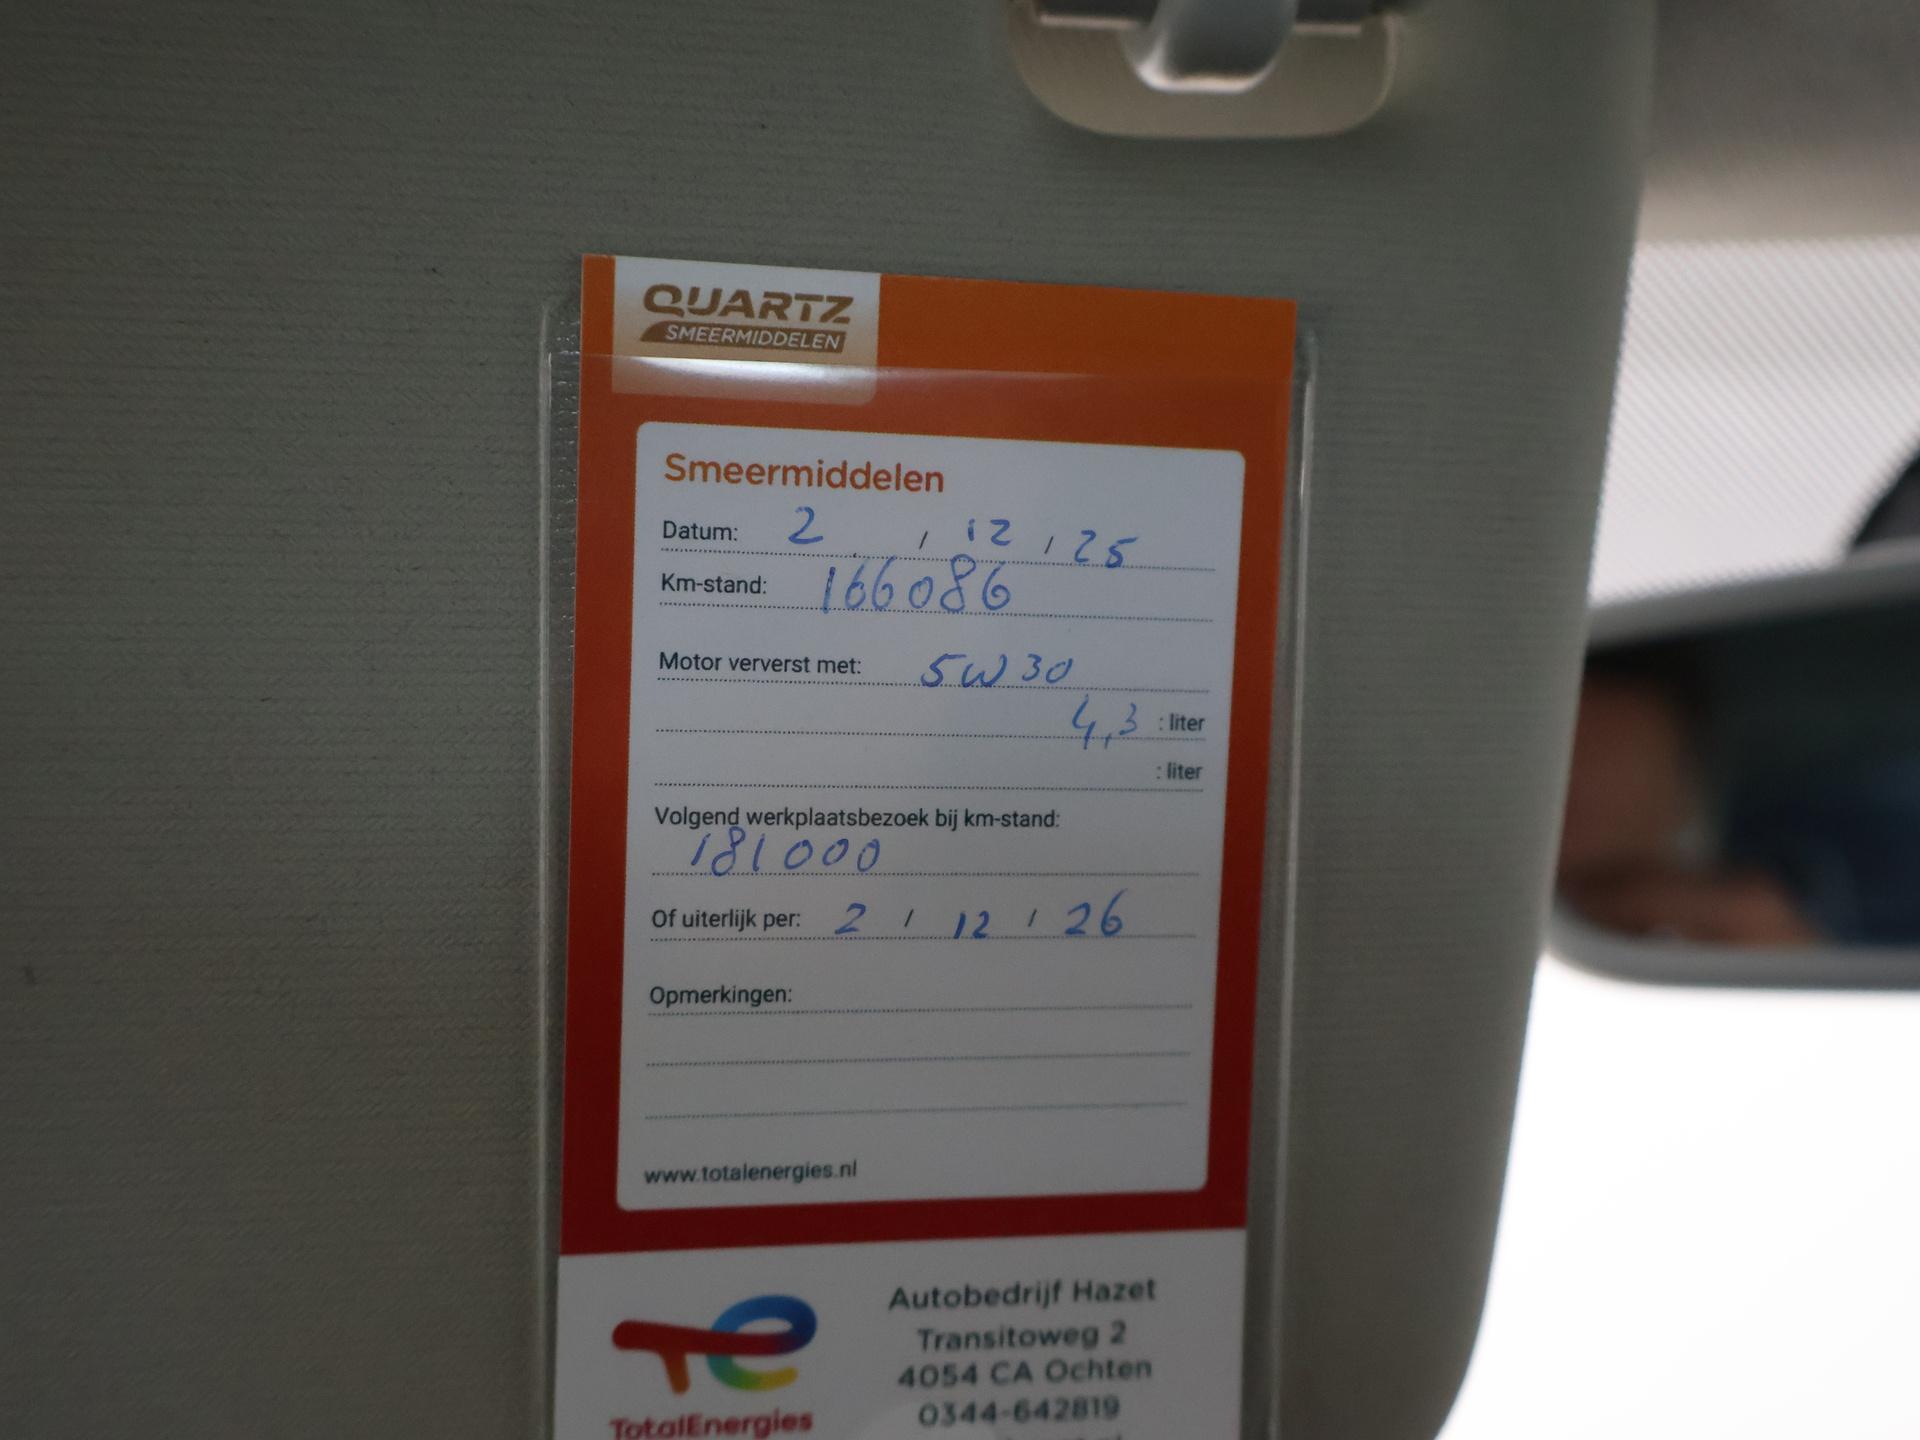 QUARTZ
SMEERMIDDELEN
Smeermiddelen
Datum: 2 / 12 / 25
Km-stand: 166086
Motor ververst met: 5W30
4,3 : liter
: liter
Volgend werkplaatsbezoek bij km-stand:
181000
Of uiterlijk per: 2 / 12 / 26
Opmerkingen:
www.totalenergies.nl
Autobedrijf Hazet
Transitoweg 2
4054 CA Ochten
0344-642819
TotalEnergies